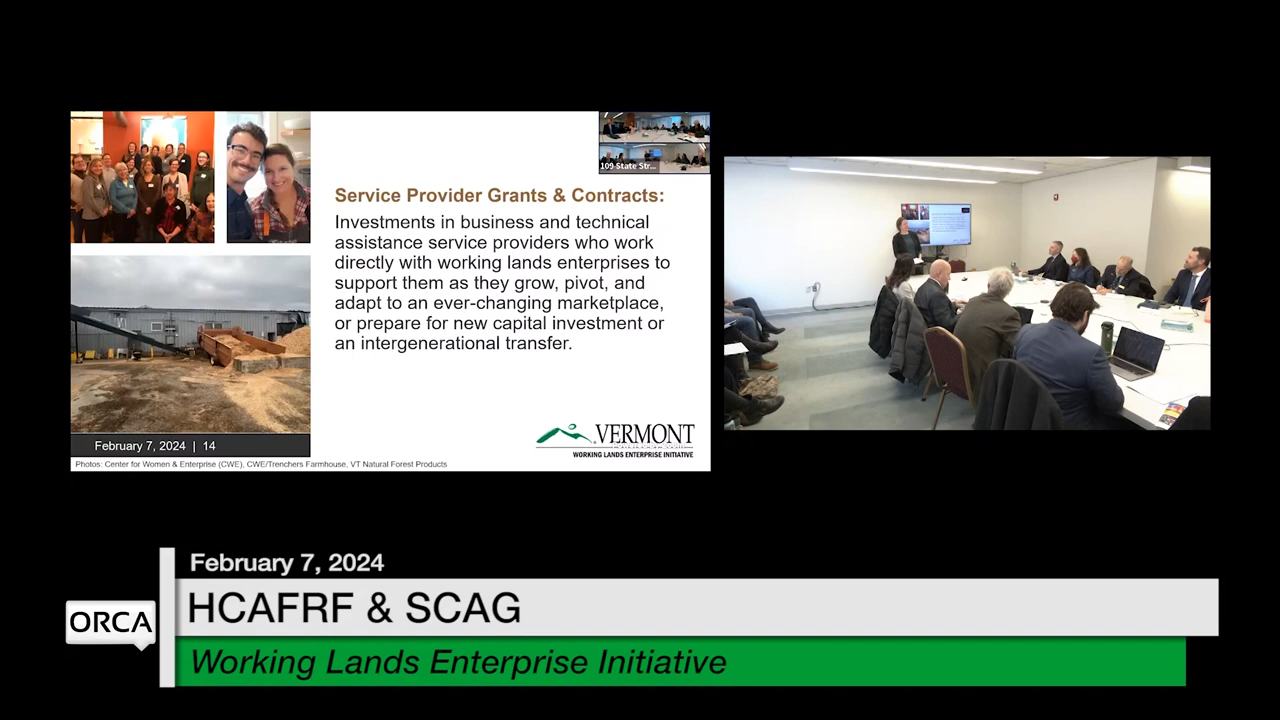 109 State Str...
Service Provider Grants & Contracts:
Investments in business and technical
assistance service providers who work
directly with working lands enterprises to
support them as they grow, pivot, and
adapt to an ever-changing marketplace,
or prepare for new capital investment or
an intergenerational transfer.
February 7, 2024 | 14
VERMONT
WORKING LANDS ENTERPRISE INITIATIVE
Photos: Center for Women & Enterprise (CWE), CWE/Trenchers Farmhouse, VT Natural Forest Products
February 7, 2024
ORCA
HCAFRF & SCAG
Working Lands Enterprise Initiative